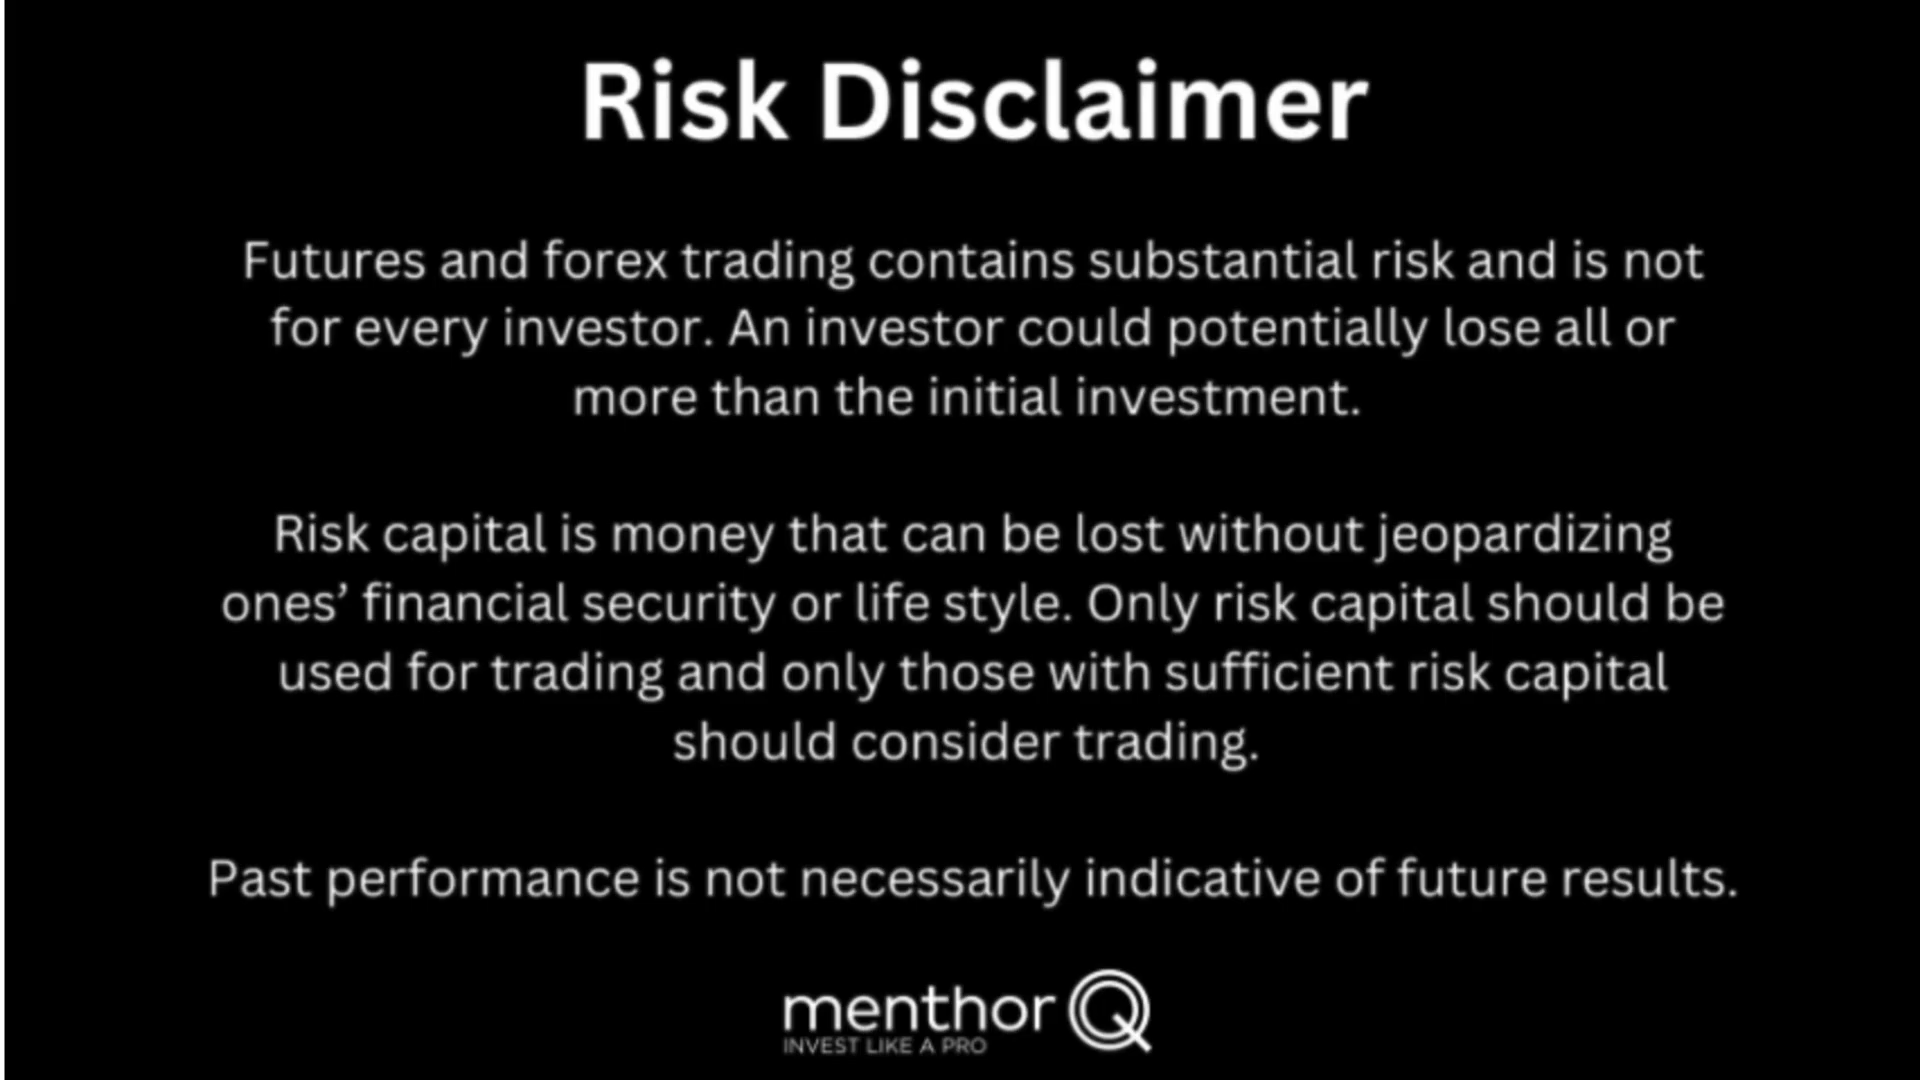 Risk Disclaimer
Futures and forex trading contains substantial risk and is not
for every investor. An investor could potentially lose all or
more than the initial investment.
Risk capital is money that can be lost without jeopardizing
ones’ financial security or life style. Only risk capital should be
used for trading and only those with sufficient risk capital
should consider trading.
Past performance is not necessarily indicative of future results.
menthor Q
INVEST LIKE A PRO